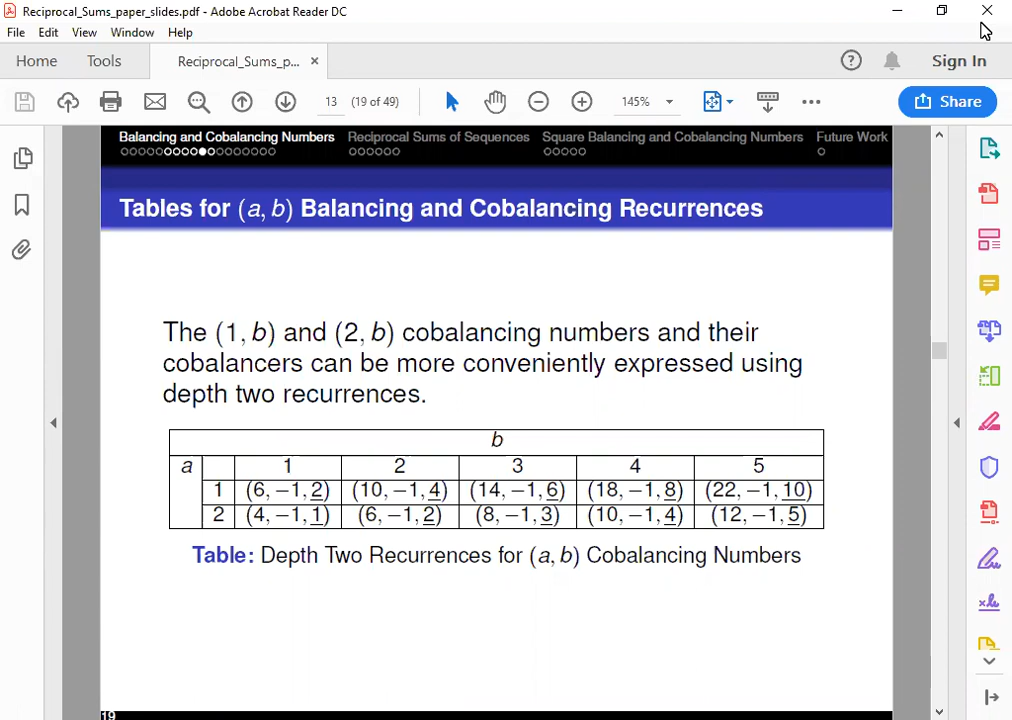 Reciprocal_Sums_paper_slides.pdf - Adobe Acrobat Reader DC
File Edit View Window Help
Home Tools Reciprocal_Sums_p... × Sign In
13 (19 of 49) 145% Share
Balancing and Cobalancing Numbers Reciprocal Sums of Sequences Square Balancing and Cobalancing Numbers Future Work
Tables for (a, b) Balancing and Cobalancing Recurrences
The (1, b) and (2, b) cobalancing numbers and their
cobalancers can be more conveniently expressed using
depth two recurrences.
b
a 1 2 3 4 5
1 (6, −1, 2) (10, −1, 4) (14, −1, 6) (18, −1, 8) (22, −1, 10)
2 (4, −1, 1) (6, −1, 2) (8, −1, 3) (10, −1, 4) (12, −1, 5)
Table: Depth Two Recurrences for (a, b) Cobalancing Numbers
19